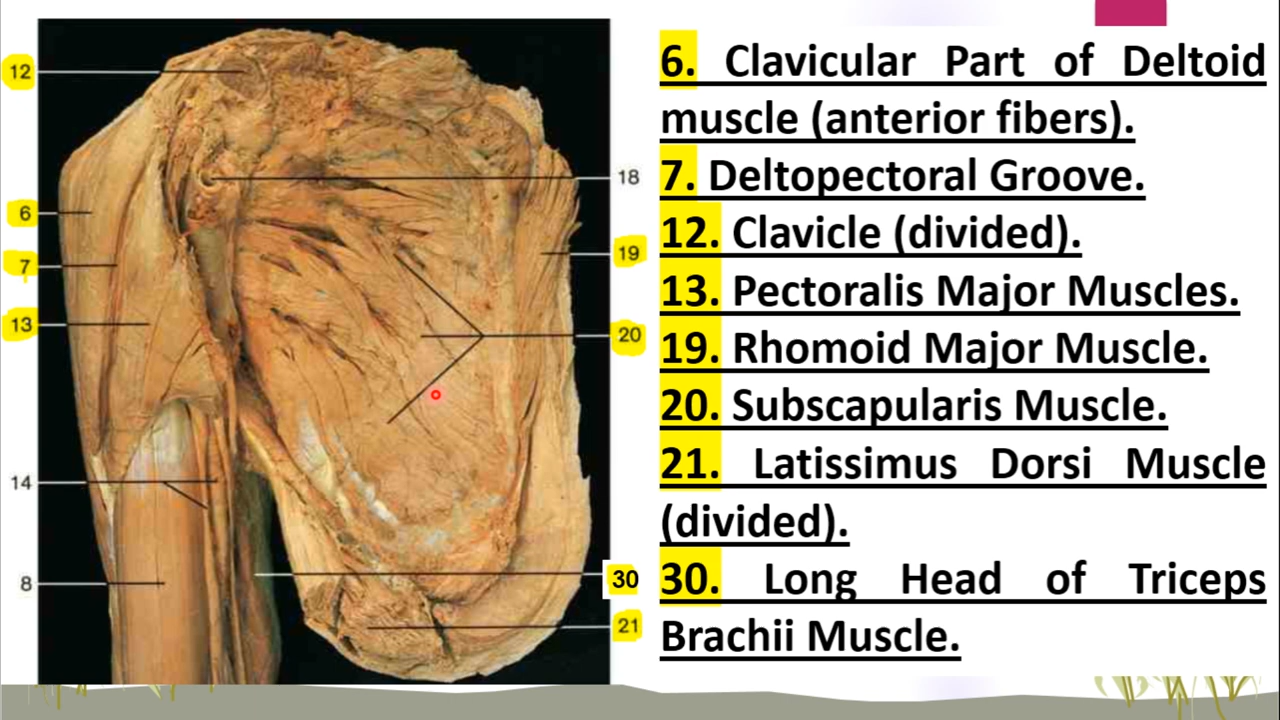 12
18
6
19
7
13
20
14
8
30
21
6. Clavicular Part of Deltoid
muscle (anterior fibers).
7. Deltopectoral Groove.
12. Clavicle (divided).
13. Pectoralis Major Muscles.
19. Rhomoid Major Muscle.
20. Subscapularis Muscle.
21. Latissimus Dorsi Muscle
(divided).
30. Long Head of Triceps
Brachii Muscle.